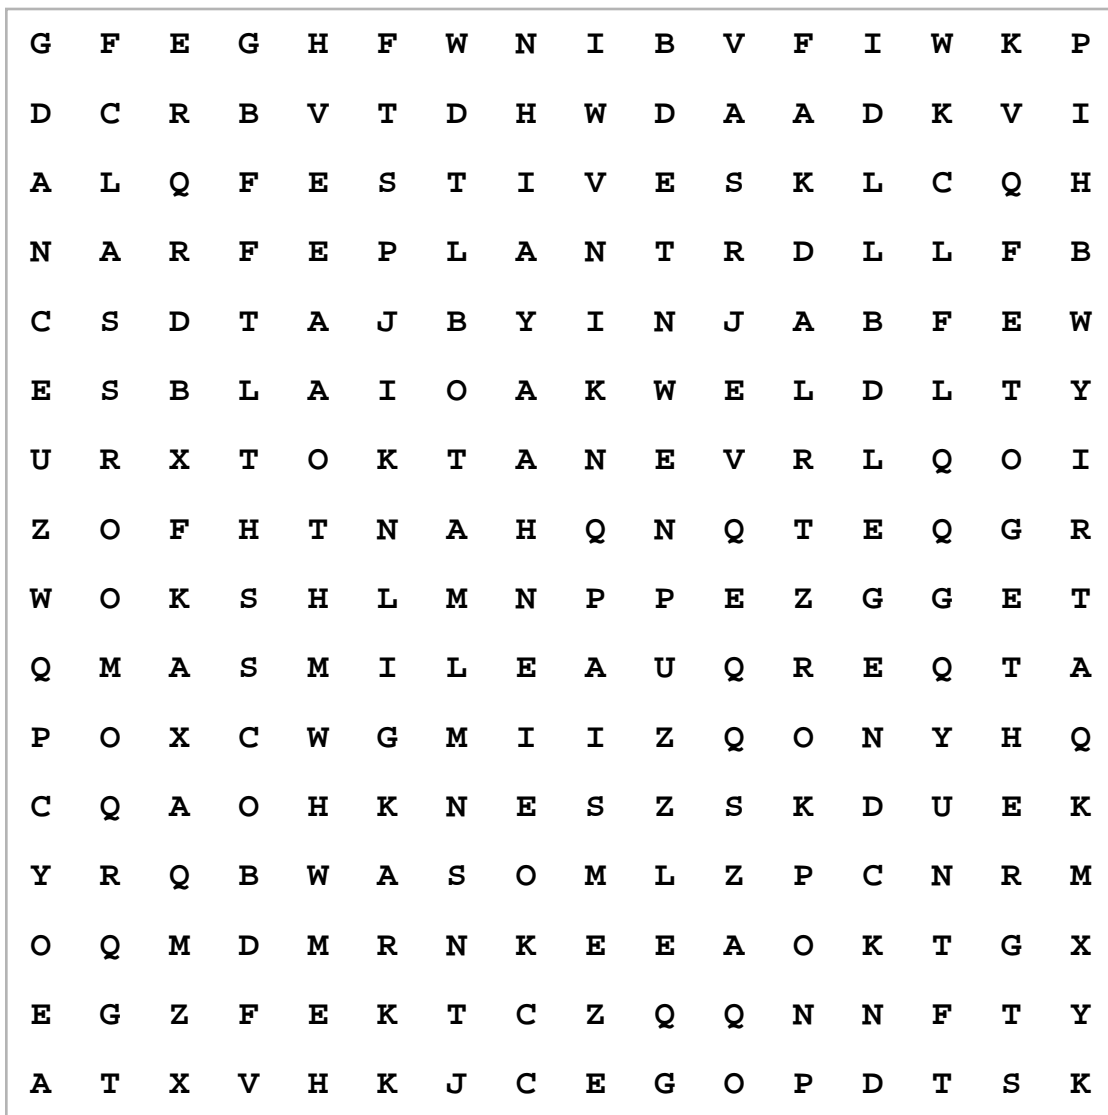 G F E G H F W N I B V F I W K P
D C R B V T D H W D A A D K V I
A L Q F E S T I V E S K L C Q H
N A R F E P L A N T R D L L F B
C S D T A J B Y I N J A B F E W
E S B L A I O A K W E L D L T Y
U R X T O K T A N E V R L Q O I
Z O F H T N A H Q N Q T E Q G R
W O K S H L M N P P E Z G G E T
Q M A S M I L E A U Q R E Q T A
P O X C W G M I I Z Q O N Y H Q
C Q A O H K N E S Z S K D U E K
Y R Q B W A S O M L Z P C N R M
O Q M D M R N K E E A O K T G X
E G Z F E K T C Z Q Q N N F T Y
A T X V H K J C E G O P D T S K